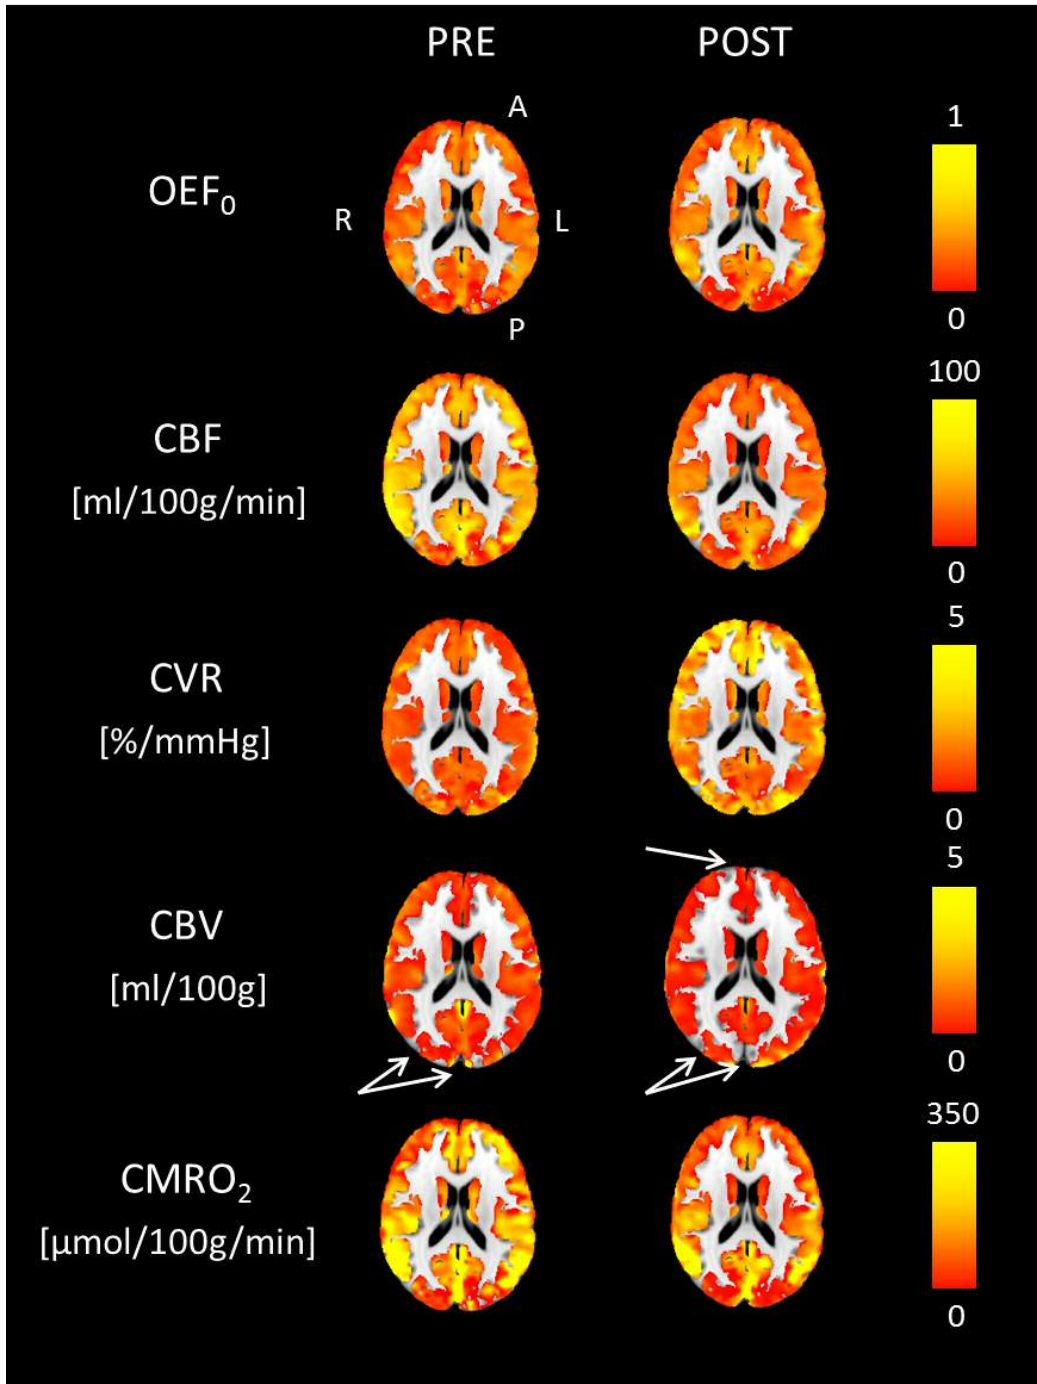 PRE POST
A
1
OEF₀
R L
0
P
100
CBF
[ml/100g/min]
0
5
CVR
[%/mmHg]
0
5
CBV
[ml/100g]
0
350
CMRO₂
[µmol/100g/min]
0